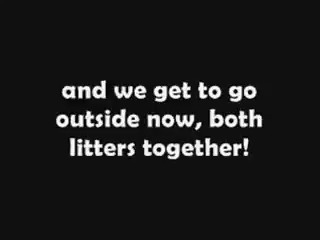 and we get to go
outside now, both
litters together!